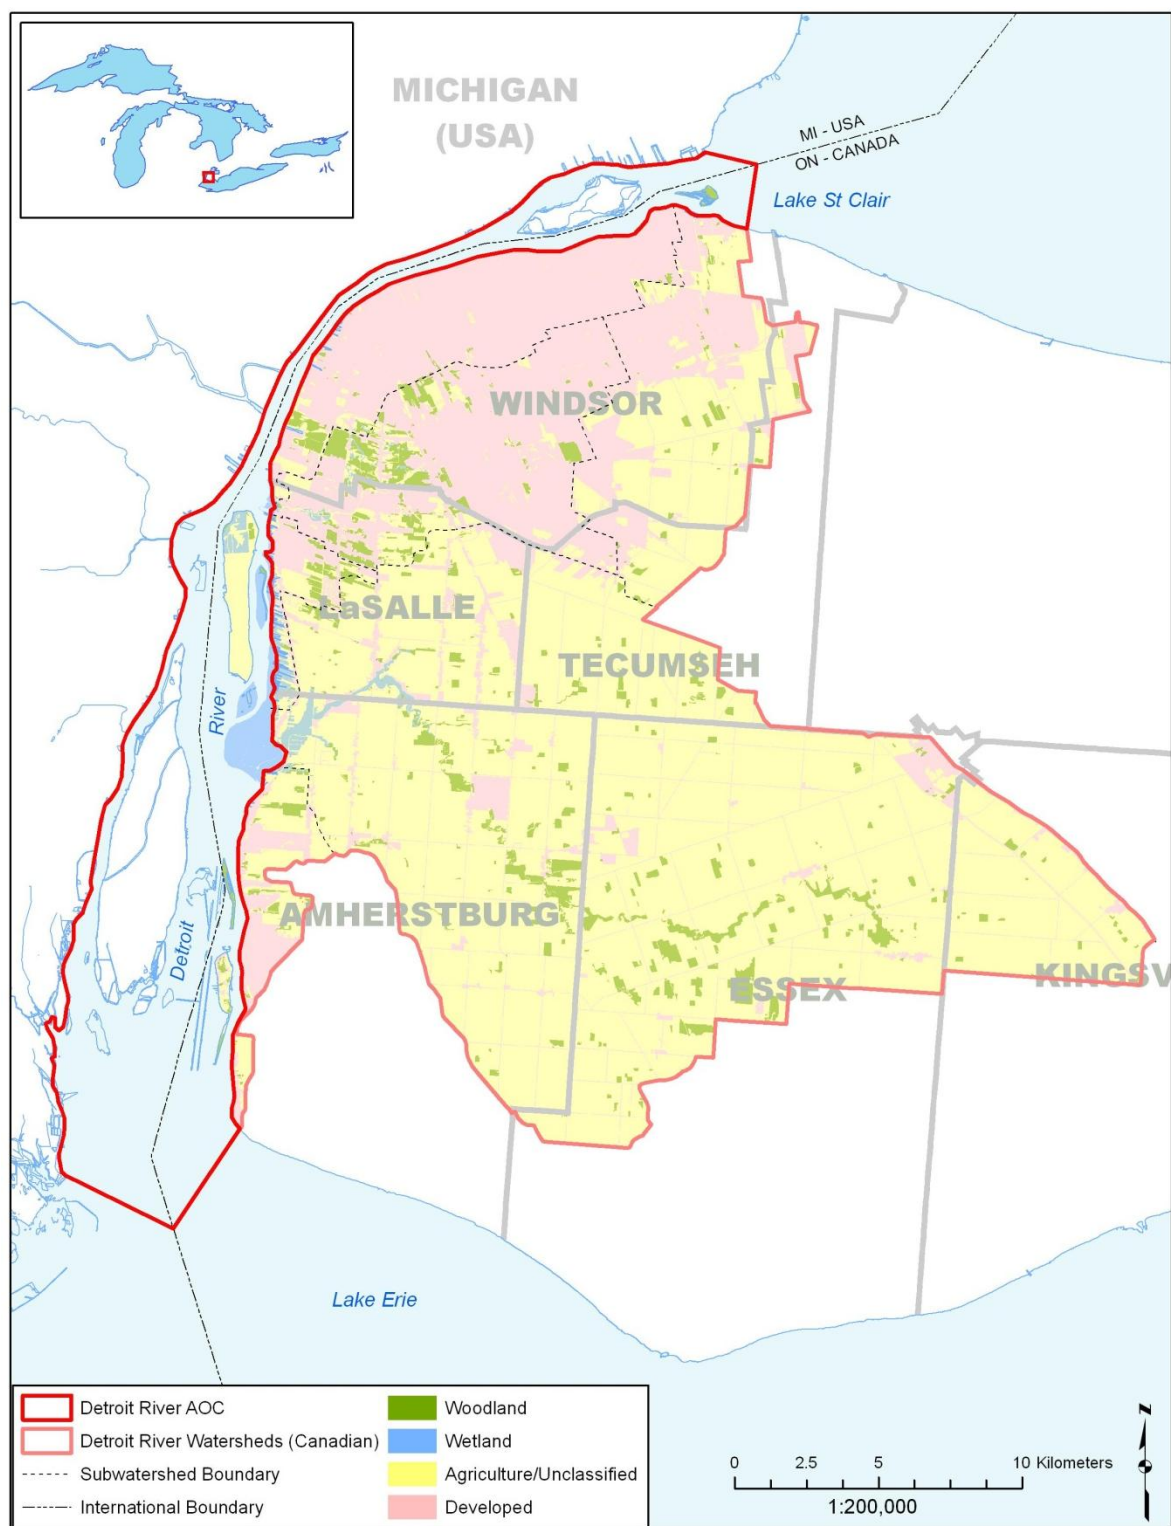 MICHIGAN
(USA)
MI - USA
ON - CANADA
Lake St Clair
WINDSOR
LaSALLE
TECUMSEH
River
Detroit
AMHERSTBURG
ESSEX
KINGSV
Lake Erie
Detroit River AOC
Detroit River Watersheds (Canadian)
Subwatershed Boundary
International Boundary
Woodland
Wetland
Agriculture/Unclassified
Developed
0 2.5 5 10 Kilometers
1:200,000
N